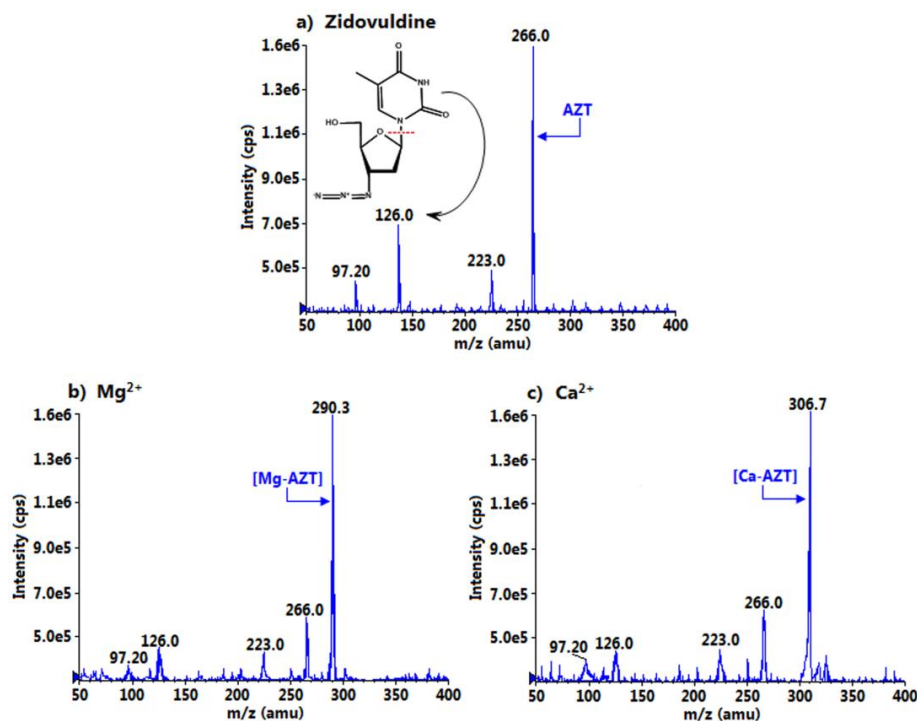 a) Zidovuldine
266.0
1.6e6
1.3e6
1.1e6
9.0e5
7.0e5
5.0e5
Intensity (cps)
O
NH
N
O
HO
O
⁻N
N⁺
N
AZT
126.0
97.20
223.0
50 100 150 200 250 300 350 400
m/z (amu)
b) Mg²⁺
290.3
1.6e6
1.3e6
1.1e6
9.0e5
7.0e5
5.0e5
Intensity (cps)
[Mg-AZT]
266.0
126.0
97.20
223.0
50 100 150 200 250 300 350 400
m/z (amu)
c) Ca²⁺
306.7
1.6e6
1.3e6
1.1e6
9.0e5
7.0e5
5.0e5
Intensity (cps)
[Ca-AZT]
266.0
97.20
126.0
223.0
50 100 150 200 250 300 350 400
m/z (amu)